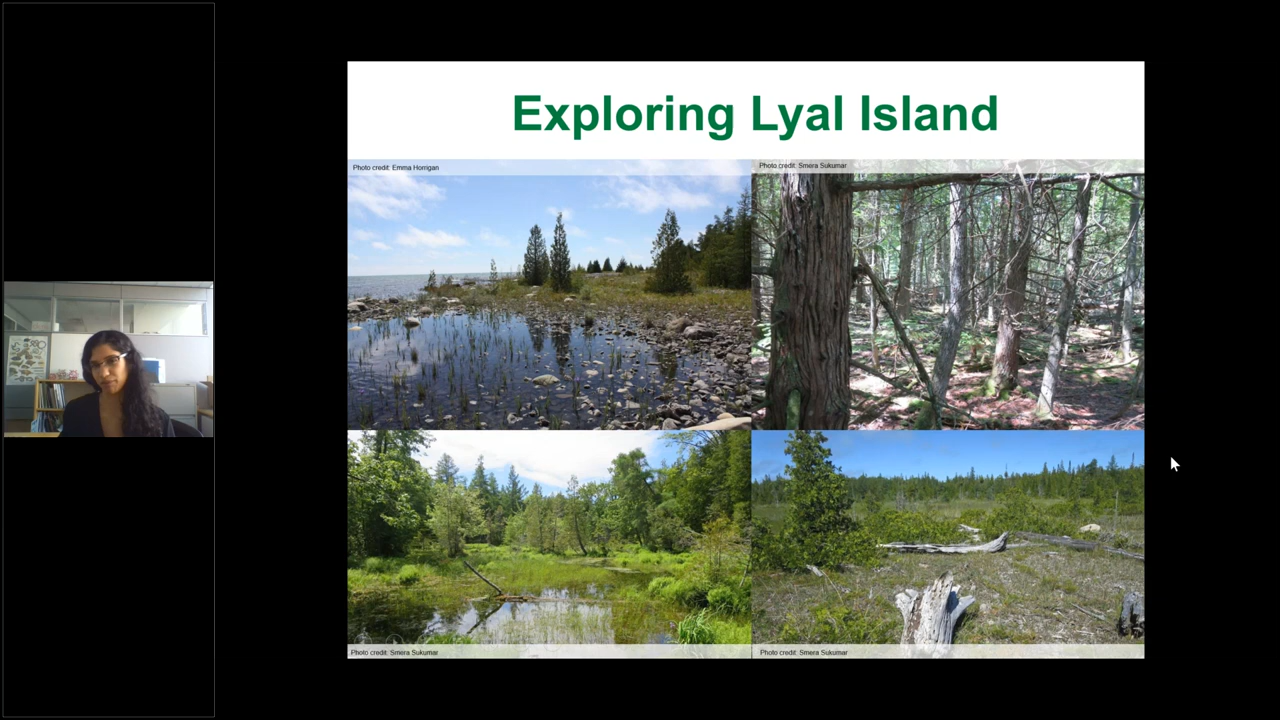 Exploring Lyal Island
Photo credit: Emma Horrigan
Photo credit: Smera Sukumar
Photo credit: Smera Sukumar
Photo credit: Smera Sukumar